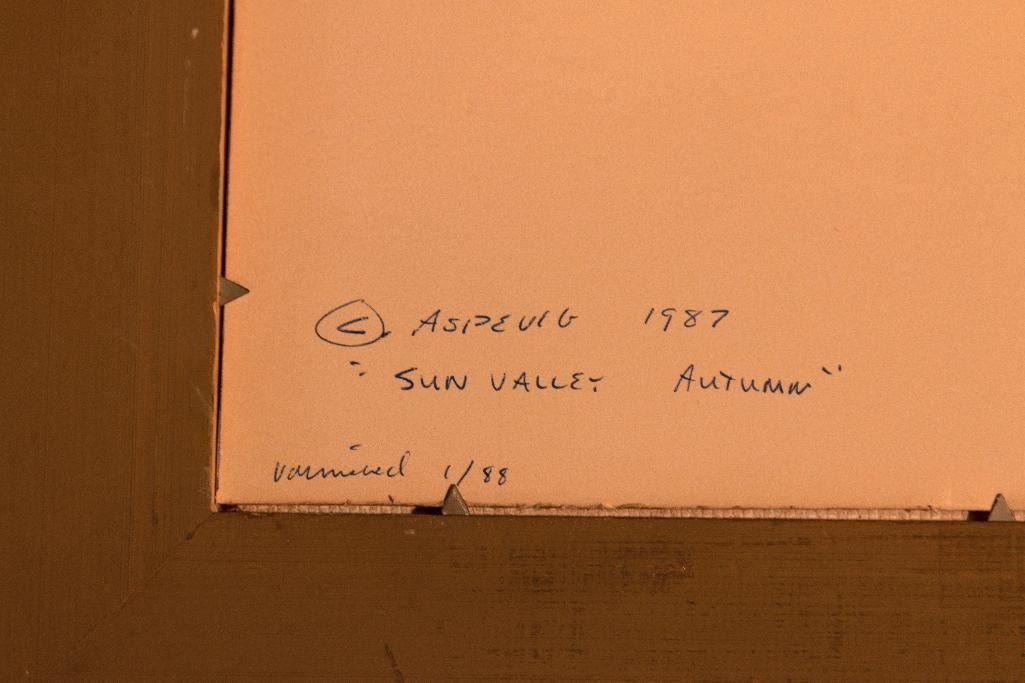 © ASPEVIG 1987
"SUN VALLEY AUTUMN"
varnished 1/88